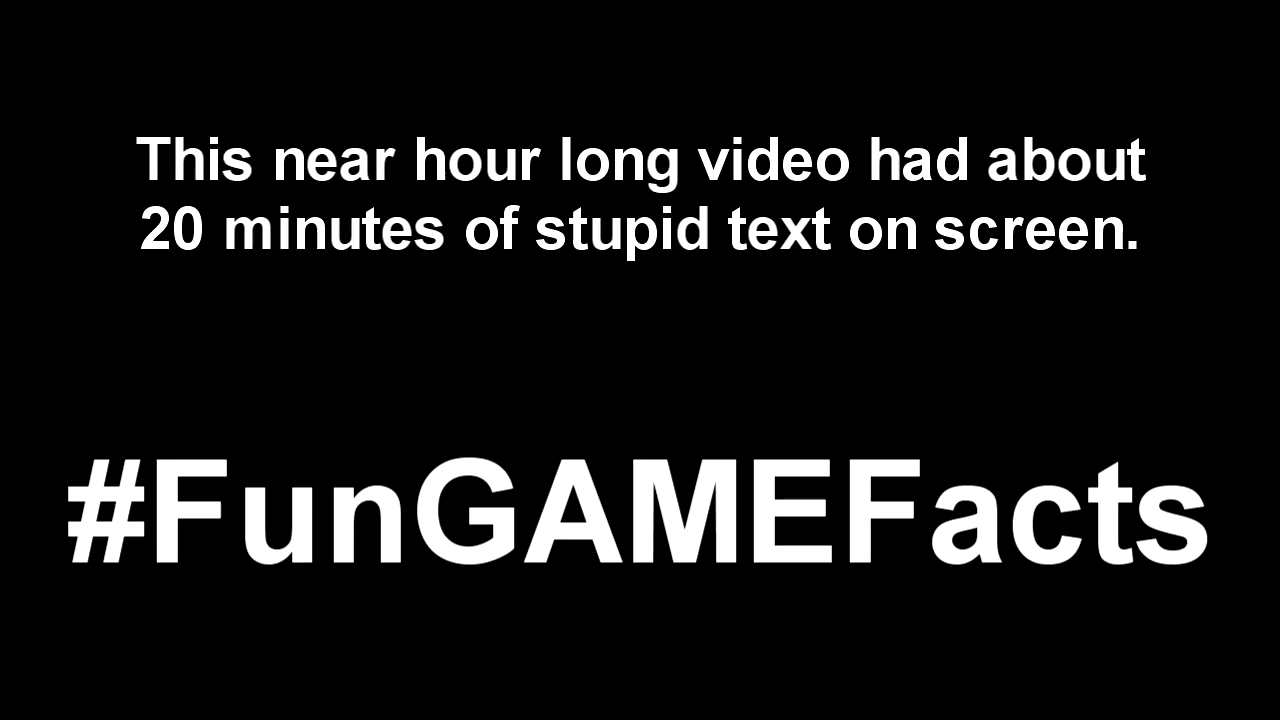 This near hour long video had about
20 minutes of stupid text on screen.
#FunGAMEFacts